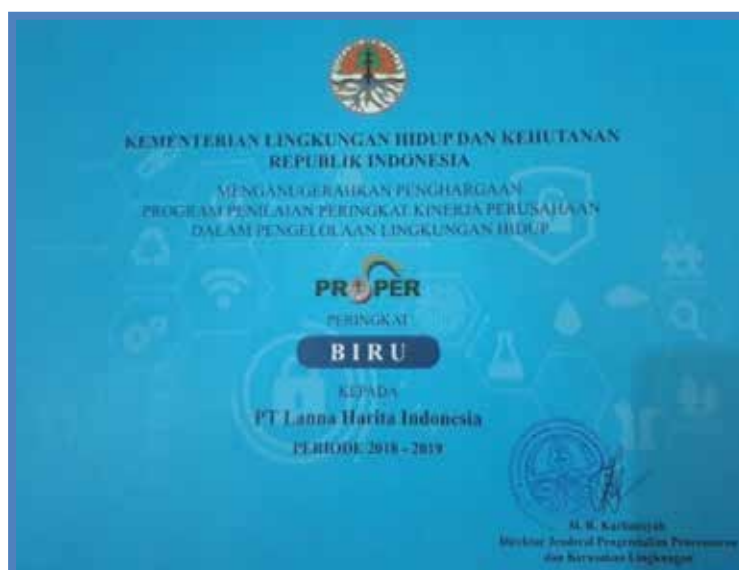 KEMENTERIAN LINGKUNGAN HIDUP DAN KEHUTANAN
REPUBLIK INDONESIA
MENGANUGERAHKAN PENGHARGAAN
PROGRAM PENILAIAN PERINGKAT KINERJA PERUSAHAAN
DALAM PENGELOLAAN LINGKUNGAN HIDUP
PROPER
PERINGKAT
BIRU
KEPADA
PT Lanna Harita Indonesia
PERIODE 2018 - 2019
Direktur Jenderal Pengendalian Pencemaran
dan Kerusakan Lingkungan